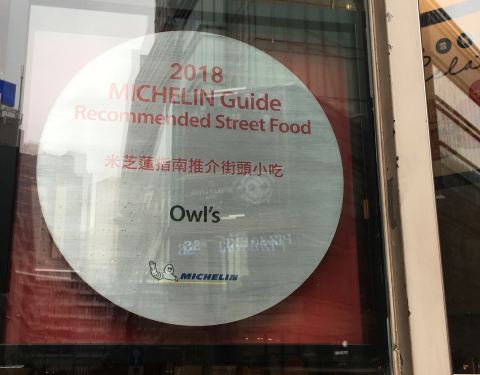 2018
MICHELIN Guide
Recommended Street Food
米芝蓮指南推介街頭小吃
Owl's
MICHELIN